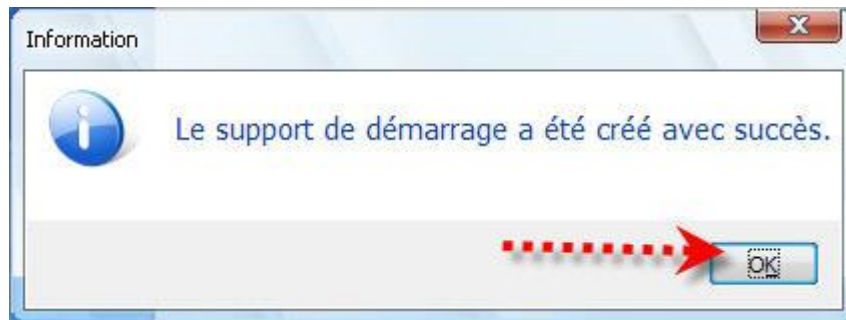 Information
Le support de démarrage a été créé avec succès.
OK